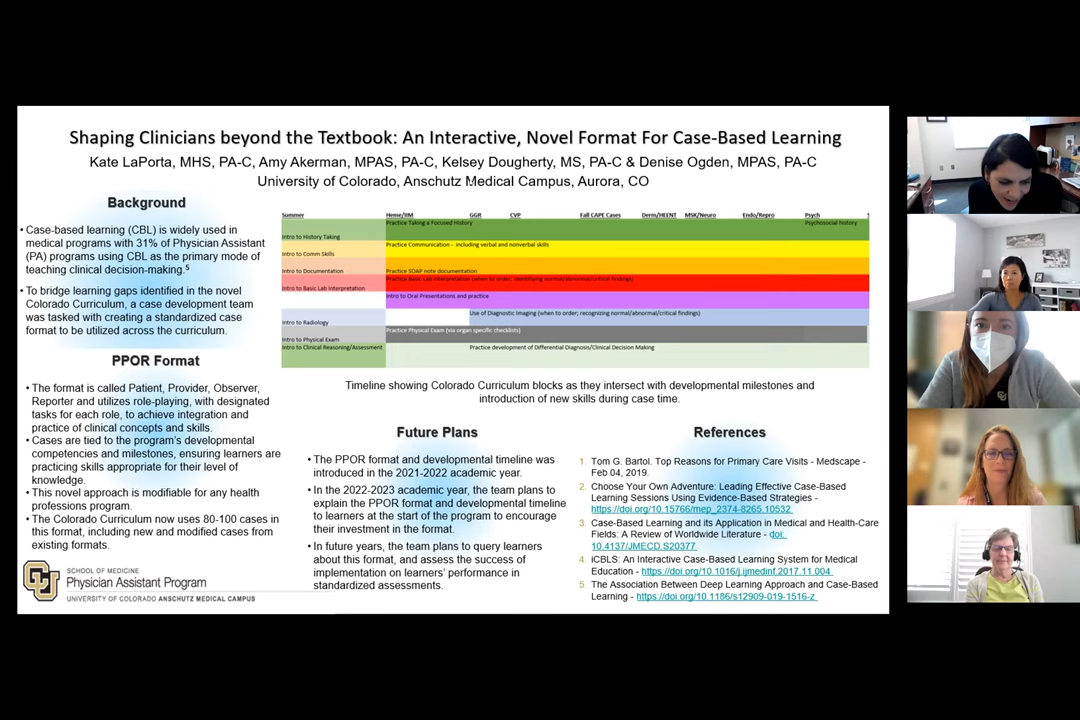 Shaping Clinicians beyond the Textbook: An Interactive, Novel Format For Case-Based Learning
Kate LaPorta, MHS, PA-C, Amy Akerman, MPAS, PA-C, Kelsey Dougherty, MS, PA-C & Denise Ogden, MPAS, PA-C
University of Colorado, Anschutz Medical Campus, Aurora, CO
Background
• Case-based learning (CBL) is widely used in
medical programs with 31% of Physician Assistant
(PA) programs using CBL as the primary mode of
teaching clinical decision-making.⁵
• To bridge learning gaps identified in the novel
Colorado Curriculum, a case development team
was tasked with creating a standardized case
format to be utilized across the curriculum.
PPOR Format
• The format is called Patient, Provider, Observer,
Reporter and utilizes role-playing, with designated
tasks for each role, to achieve integration and
practice of clinical concepts and skills.
• Cases are tied to the program's developmental
competencies and milestones, ensuring learners are
practicing skills appropriate for their level of
knowledge.
• This novel approach is modifiable for any health
professions program.
• The Colorado Curriculum now uses 80-100 cases in
this format, including new and modified cases from
existing formats.
SCHOOL OF MEDICINE
Physician Assistant Program
UNIVERSITY OF COLORADO ANSCHUTZ MEDICAL CAMPUS
Summer Heme/IIM GGR CVP Fall CAPE Cases Derm/HEENT MSK/Neuro Endo/Repro Psych
Practice Taking a Focused History Psychosocial history
Intro to History Taking
Practice Communication - including verbal and nonverbal skills
Intro to Comm Skills
Intro to Documentation Practice SOAP note documentation
Practice Basic Lab Interpretation (when to order; identifying normal/abnormal/critical findings)
Intro to Basic Lab Interpretation
Intro to Oral Presentations and practice
Use of Diagnostic Imaging (when to order; recognizing normal/abnormal/critical findings)
Intro to Radiology
Practice Physical Exam (via organ specific checklists)
Intro to Physical Exam
Intro to Clinical Reasoning/Assessment Practice development of Differential Diagnosis/Clinical Decision Making
Timeline showing Colorado Curriculum blocks as they intersect with developmental milestones and
introduction of new skills during case time.
Future Plans
• The PPOR format and developmental timeline was
introduced in the 2021-2022 academic year.
• In the 2022-2023 academic year, the team plans to
explain the PPOR format and developmental timeline
to learners at the start of the program to encourage
their investment in the format.
• In future years, the team plans to query learners
about this format, and assess the success of
implementation on learners' performance in
standardized assessments.
References
1. Tom G. Bartol. Top Reasons for Primary Care Visits - Medscape -
Feb 04, 2019.
2. Choose Your Own Adventure: Leading Effective Case-Based
Learning Sessions Using Evidence-Based Strategies -
https://doi.org/10.15766/mep_2374-8265.10532
3. Case-Based Learning and its Application in Medical and Health-Care
Fields: A Review of Worldwide Literature - doi:
10.4137/JMECD.S20377
4. iCBLS: An Interactive Case-Based Learning System for Medical
Education - https://doi.org/10.1016/j.ijmedinf.2017.11.004
5. The Association Between Deep Learning Approach and Case-Based
Learning - https://doi.org/10.1186/s12909-019-1516-z